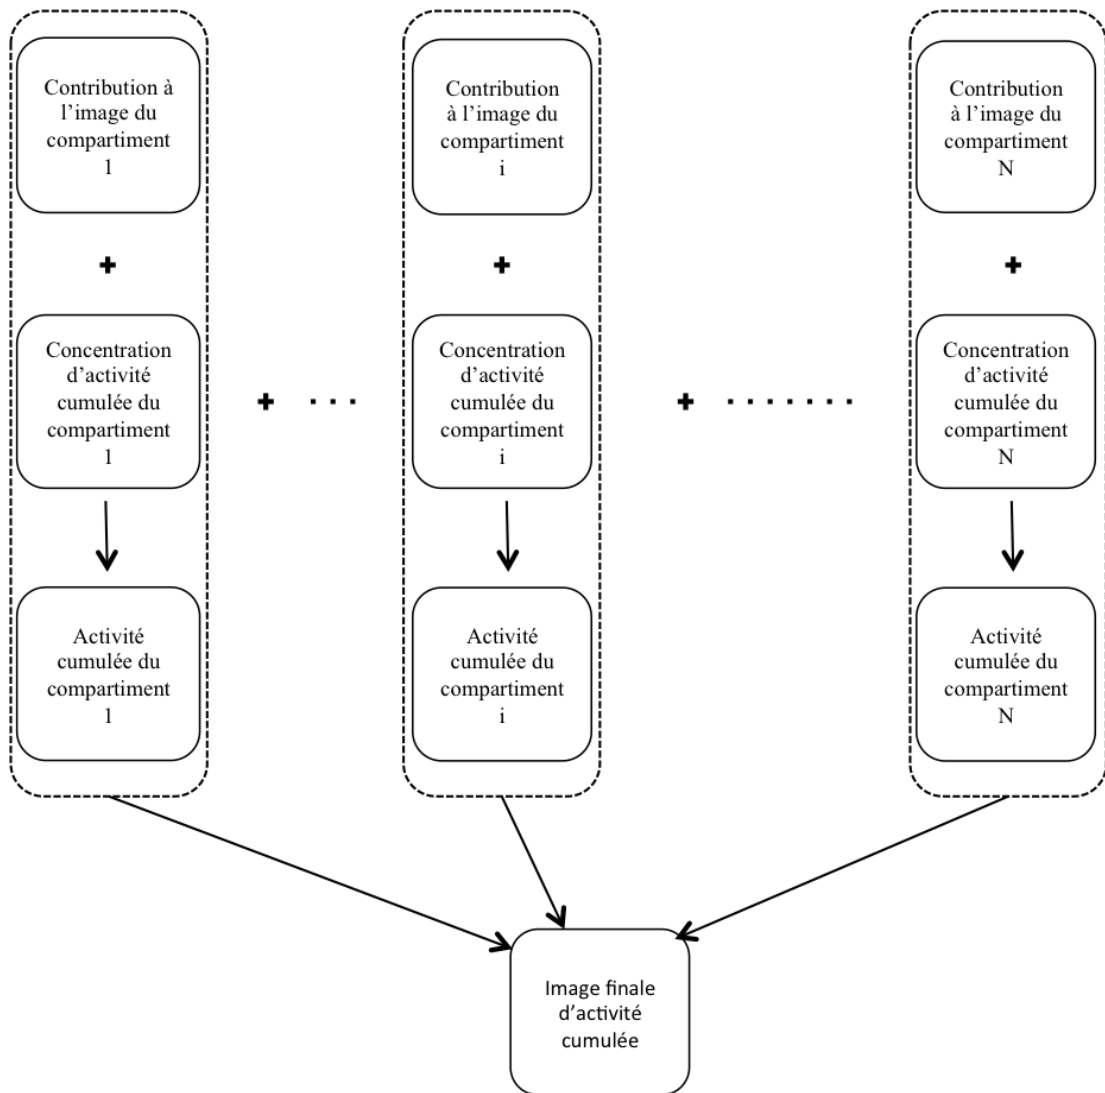 Contribution à
l’image du
compartiment
1
Contribution
à l’image du
compartiment
i
Contribution
à l’image du
compartiment
N
+
+
+
Concentration
d’activité
cumulée du
compartiment
1
+ . . .
Concentration
d’activité
cumulée du
compartiment
i
+ . . . . . . .
Concentration
d’activité
cumulée du
compartiment
N
Activité
cumulée du
compartiment
1
Activité
cumulée du
compartiment
i
Activité
cumulée du
compartiment
N
Image finale
d’activité
cumulée